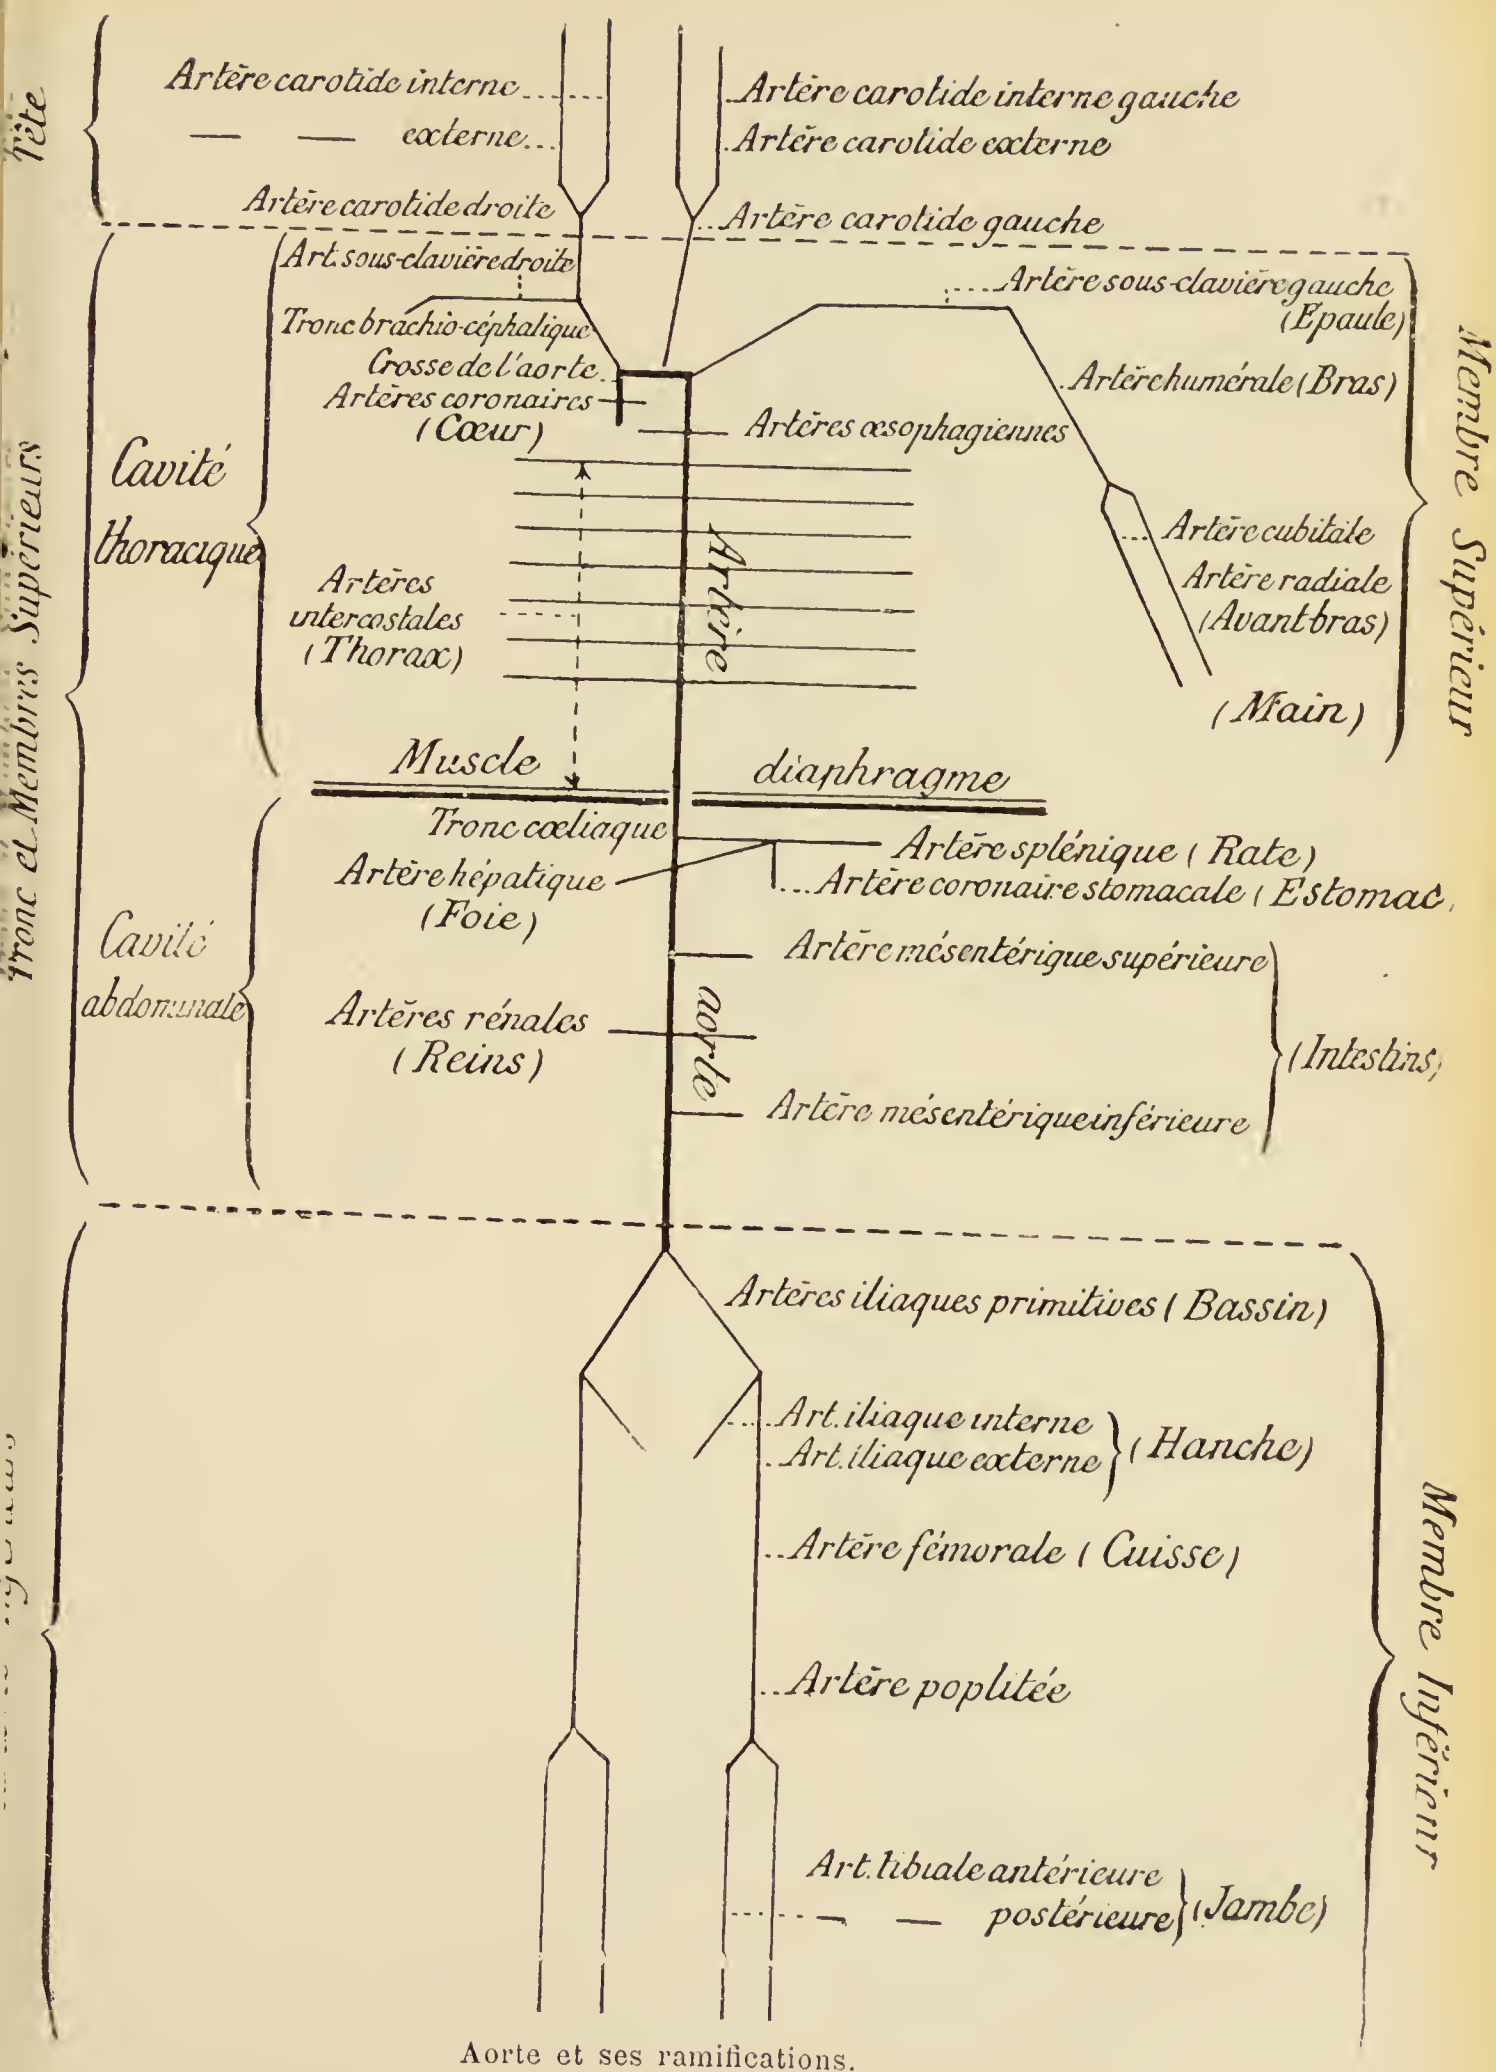 Tête
Artère carotide interne
— — externe
Artère carotide droite
Artère carotide interne gauche
Artère carotide externe
Artère carotide gauche
Tronc et Membres Supérieurs
Cavité
thoracique
Art. sous-clavière droite
Tronc brachio-céphalique
Crosse de l'aorte
Artères coronaires
(Cœur)
Artères œsophagiennes
Artères
intercostales
(Thorax)
Artère
Artère sous-clavière gauche
(Epaule)
Artère humérale (Bras)
Artère cubitale
Artère radiale
(Avant bras)
(Main)
Membre Supérieur
Muscle diaphragme
Cavité
abdominale
Tronc cœliaque
Artère hépatique
(Foie)
Artère splénique (Rate)
Artère coronaire stomacale (Estomac
Artère mésentérique supérieure
Artères rénales
(Reins)
aorte
Artère mésentérique inférieure
(Intestins)
Artères iliaques primitives (Bassin)
Art. iliaque interne
Art. iliaque externe
(Hanche)
Artère fémorale (Cuisse)
Artère poplitée
Art. tibiale antérieure
— — postérieure
(Jambe)
Membre Inférieur
Aorte et ses ramifications.